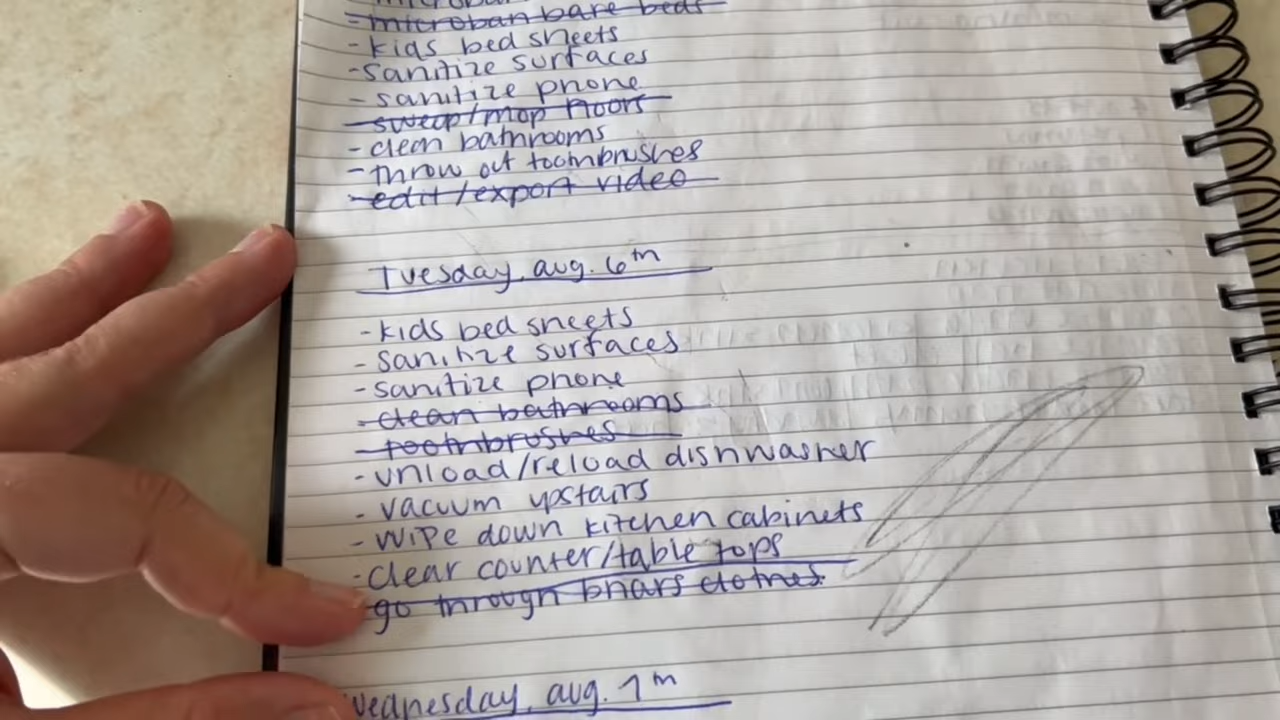 - microban bare beds
- kids bed sheets
- sanitize surfaces
- sanitize phone
- sweep/mop floors
- clean bathrooms
- throw out toothbrushes
- edit/export video
Tuesday, aug. 6th
- kids bed sheets
- sanitize surfaces
- sanitize phone
- clean bathrooms
- toothbrushes
- unload/reload dishwasher
- vacuum upstairs
- wipe down kitchen cabinets
- clear counter/table tops
go through briars clothes
wednesday, aug. 7th